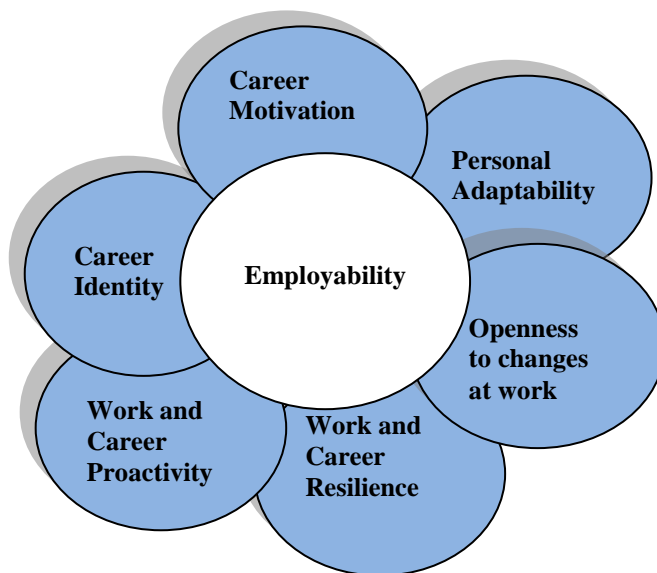 Career
Motivation
Personal
Adaptability
Career
Identity
Employability
Openness
to changes
at work
Work and
Career
Proactivity
Work and
Career
Resilience